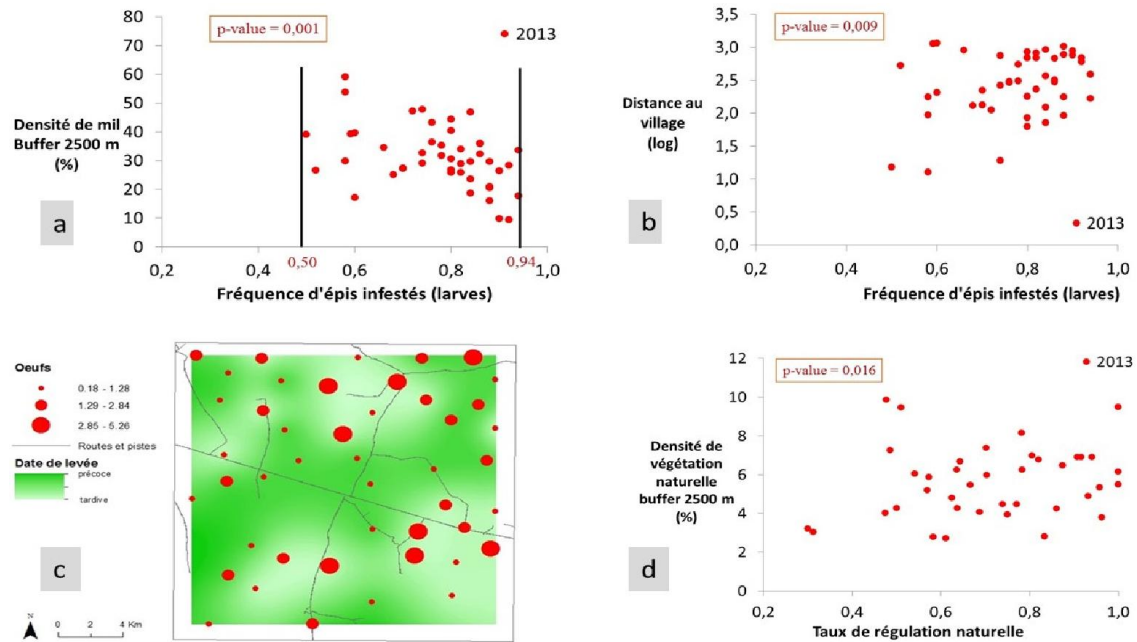 p-value = 0,001
2013
80
70
60
50
40
30
20
10
0
Densité de mil
Buffer 2500 m
(%)
a
0,50
0,94
0,2
0,4
0,6
0,8
1,0
Fréquence d'épis infestés (larves)
b
p-value = 0,009
3,5
3,0
2,5
2,0
1,5
1,0
0,5
0,0
Distance au
village
(log)
2013
0,2
0,4
0,6
0,8
1,0
Fréquence d'épis infestés (larves)
Oeufs
0.18 - 1.28
1.29 - 2.84
2.85 - 5.26
Routes et pistes
Date de levée
précoce
tardive
c
N
0 2 4 Km
p-value = 0,016
2013
12
10
8
6
4
2
0
Densité de
végétation
naturelle
buffer 2500 m
(%)
d
0,2
0,4
0,6
0,8
1,0
Taux de régulation naturelle